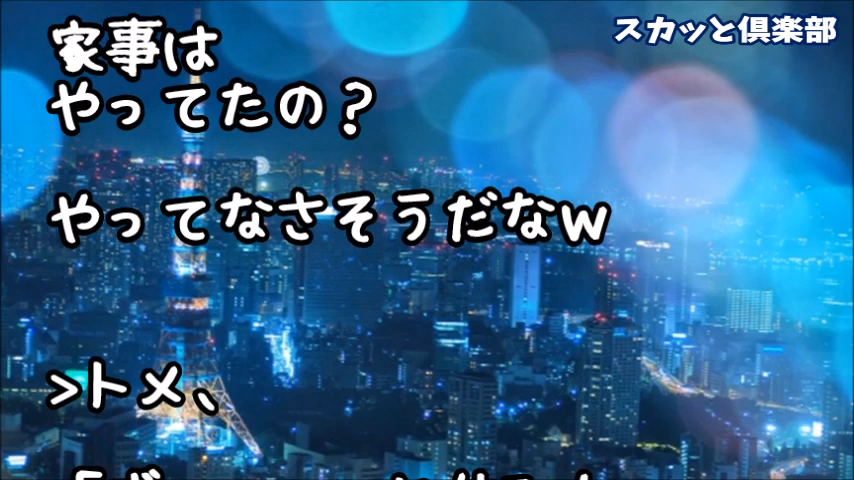 スカッと倶楽部
家事は
やってたの？
やってなさそうだなw
>トメ、